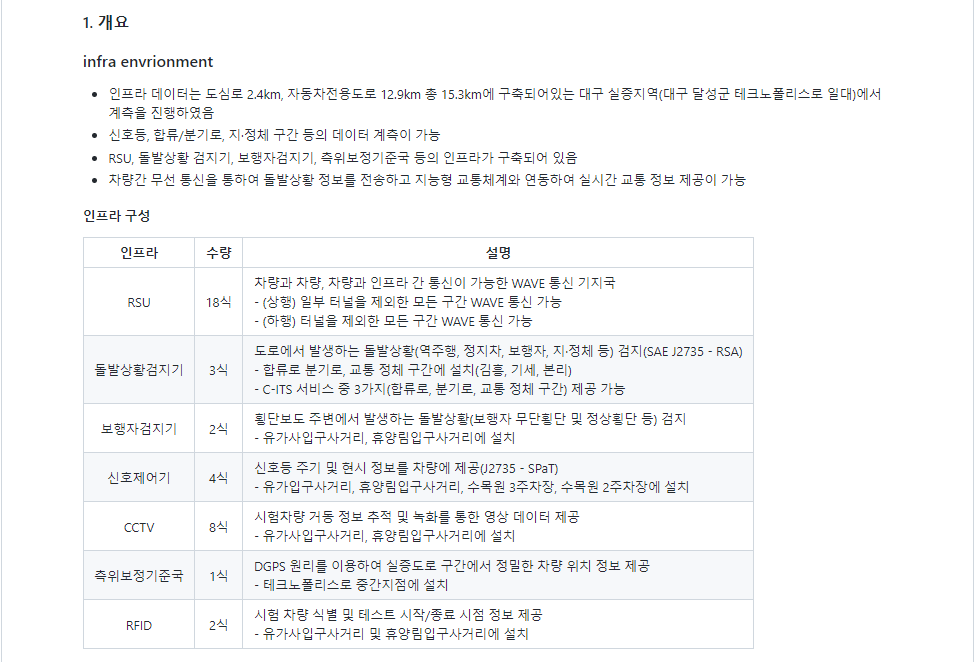 1. 개요
infra envrionment
• 인프라 데이터는 도심로 2.4km, 자동차전용도로 12.9km 총 15.3km에 구축되어있는 대구 실증지역(대구 달성군 테크노폴리스로 일대)에서
계측을 진행하였음
• 신호등, 합류/분기로, 지·정체 구간 등의 데이터 계측이 가능
• RSU, 돌발상황 검지기, 보행자검지기, 측위보정기준국 등의 인프라가 구축되어 있음
• 차량간 무선 통신을 통하여 돌발상황 정보를 전송하고 지능형 교통체계와 연동하여 실시간 교통 정보 제공이 가능
인프라 구성
인프라 수량 설명
RSU 18식 차량과 차량, 차량과 인프라 간 통신이 가능한 WAVE 통신 기지국
- (상행) 일부 터널을 제외한 모든 구간 WAVE 통신 가능
- (하행) 터널을 제외한 모든 구간 WAVE 통신 가능
돌발상황검지기 3식 도로에서 발생하는 돌발상황(역주행, 정지차, 보행자, 지·정체 등) 검지(SAE J2735 - RSA)
- 합류로 분기로, 교통 정체 구간에 설치(김흥, 기세, 본리)
- C-ITS 서비스 중 3가지(합류로, 분기로, 교통 정체 구간) 제공 가능
보행자검지기 2식 횡단보도 주변에서 발생하는 돌발상황(보행자 무단횡단 및 정상횡단 등) 검지
- 유가사입구사거리, 휴양림입구사거리에 설치
신호제어기 4식 신호등 주기 및 현시 정보를 차량에 제공(J2735 - SPaT)
- 유가입구사거리, 휴양림입구사거리, 수목원 3주차장, 수목원 2주차장에 설치
CCTV 8식 시험차량 거동 정보 추적 및 녹화를 통한 영상 데이터 제공
- 유가사입구사거리, 휴양림입구사거리에 설치
측위보정기준국 1식 DGPS 원리를 이용하여 실증도로 구간에서 정밀한 차량 위치 정보 제공
- 테크노폴리스로 중간지점에 설치
RFID 2식 시험 차량 식별 및 테스트 시작/종료 시점 정보 제공
- 유가사입구사거리 및 휴양림입구사거리에 설치